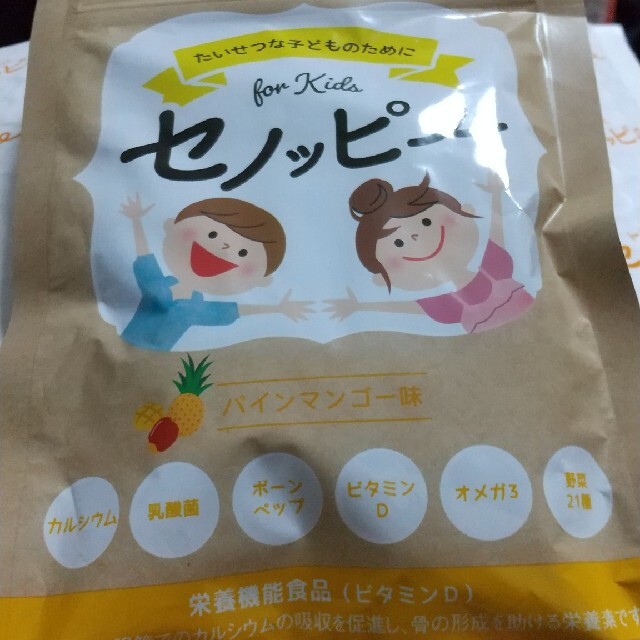 たいせつな子どものために
for Kids
セノッピー
パインマンゴー味
カルシウム
乳酸菌
ボーン
ペップ
ビタミン
D
オメガ3
野菜
21種
栄養機能食品(ビタミンD)
のカルシウムの吸収を促進し、骨の形成を助ける栄養素で